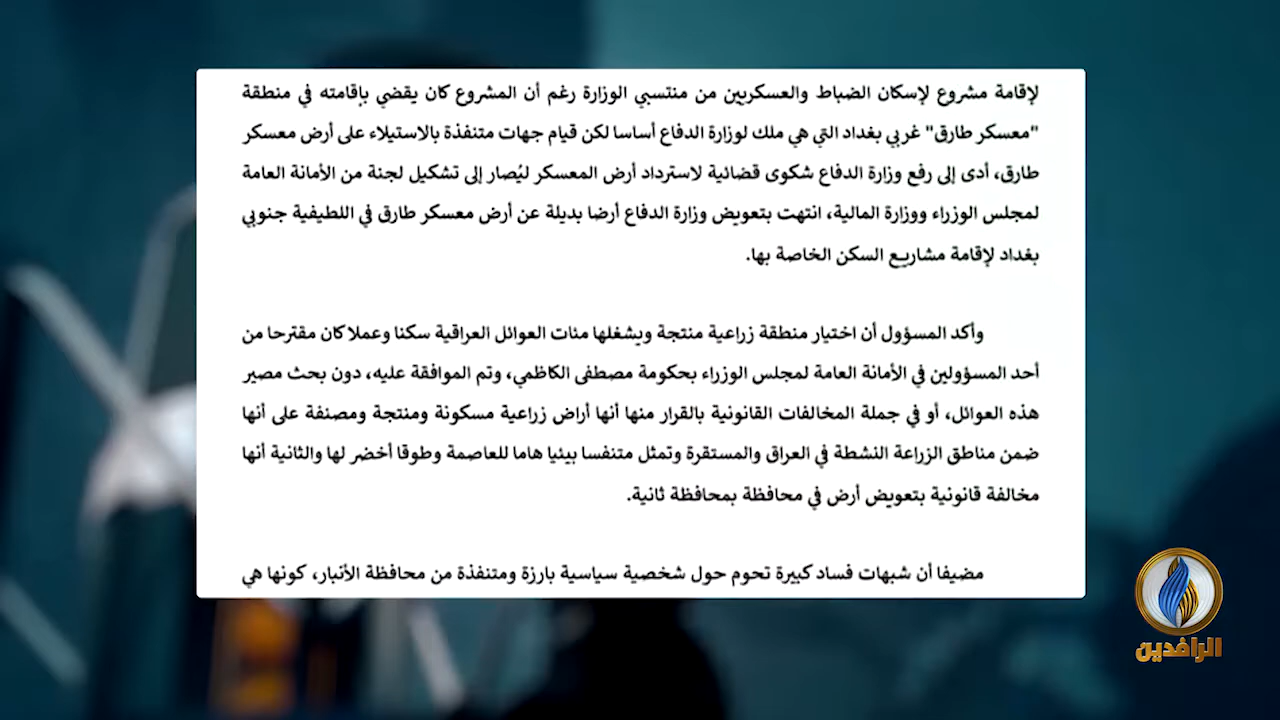 لإقامة مشروع لإسكان الضباط والعسكريين من منتسبي الوزارة رغم أن المشروع كان يقضي بإقامته في منطقة
"معسكر طارق" غربي بغداد التي هي ملك لوزارة الدفاع أساسا لكن قيام جهات متنفذة بالاستيلاء على أرض معسكر
طارق، أدى إلى رفع وزارة الدفاع شكوى قضائية لاسترداد أرض المعسكر ليُصار إلى تشكيل لجنة من الأمانة العامة
لمجلس الوزراء ووزارة المالية، انتهت بتعويض وزارة الدفاع أرضا بديلة عن أرض معسكر طارق في اللطيفية جنوبي
بغداد لإقامة مشاريع السكن الخاصة بها.
وأكد المسؤول أن اختيار منطقة زراعية منتجة ويشغلها مئات العوائل العراقية سكنا وعملا كان مقترحا من
أحد المسؤولين في الأمانة العامة لمجلس الوزراء بحكومة مصطفى الكاظمي، وتم الموافقة عليه، دون بحث مصير
هذه العوائل، أو في جملة المخالفات القانونية بالقرار منها أنها أراض زراعية مسكونة ومنتجة ومصنفة على أنها
ضمن مناطق الزراعة النشطة في العراق والمستقرة وتمثل متنفسا بيئيا هاما للعاصمة وطوقا أخضر لها والثانية أنها
مخالفة قانونية بتعويض أرض في محافظة بمحافظة ثانية.
مضيفا أن شبهات فساد كبيرة تحوم حول شخصية سياسية بارزة ومتنفذة من محافظة الأنبار، كونها هي
الرافدين